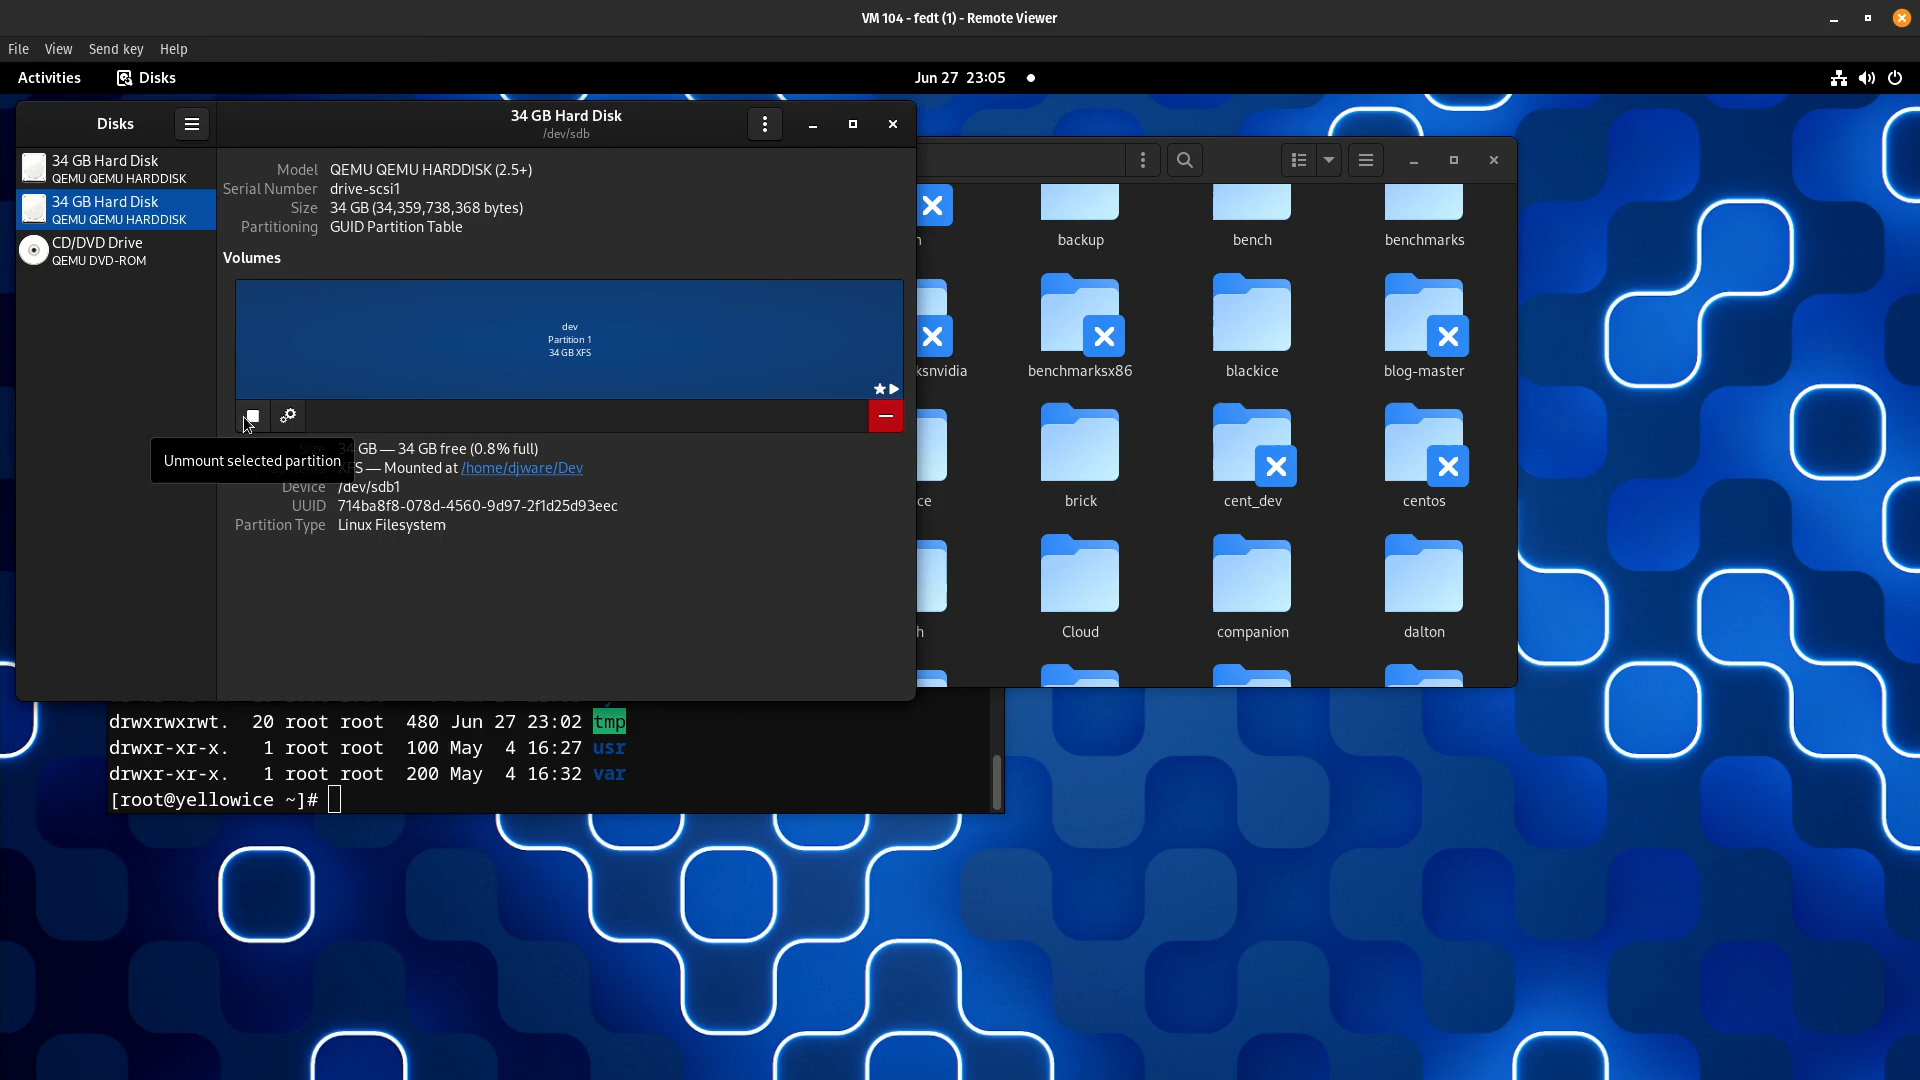 VM 104 - fedt (1) - Remote Viewer
File View Send key Help
Activities Disks Jun 27 23:05
Disks
34 GB Hard Disk
/dev/sdb
34 GB Hard Disk
QEMU QEMU HARDDISK
34 GB Hard Disk
QEMU QEMU HARDDISK
CD/DVD Drive
QEMU DVD-ROM
Model QEMU QEMU HARDDISK (2.5+)
Serial Number drive-scsi1
Size 34 GB (34,359,738,368 bytes)
Partitioning GUID Partition Table
Volumes
dev
Partition 1
34 GB XFS
Unmount selected partition
34 GB — 34 GB free (0.8% full)
XFS — Mounted at /home/djware/Dev
Device /dev/sdb1
UUID 714ba8f8-078d-4560-9d97-2f1d25d93eec
Partition Type Linux Filesystem
backup bench benchmarks
ksnvidia benchmarksx86 blackice blog-master
ce brick cent_dev centos
h Cloud companion dalton
drwxrwxrwt. 20 root root 480 Jun 27 23:02 tmp
drwxr-xr-x. 1 root root 100 May 4 16:27 usr
drwxr-xr-x. 1 root root 200 May 4 16:32 var
[root@yellowice ~]#